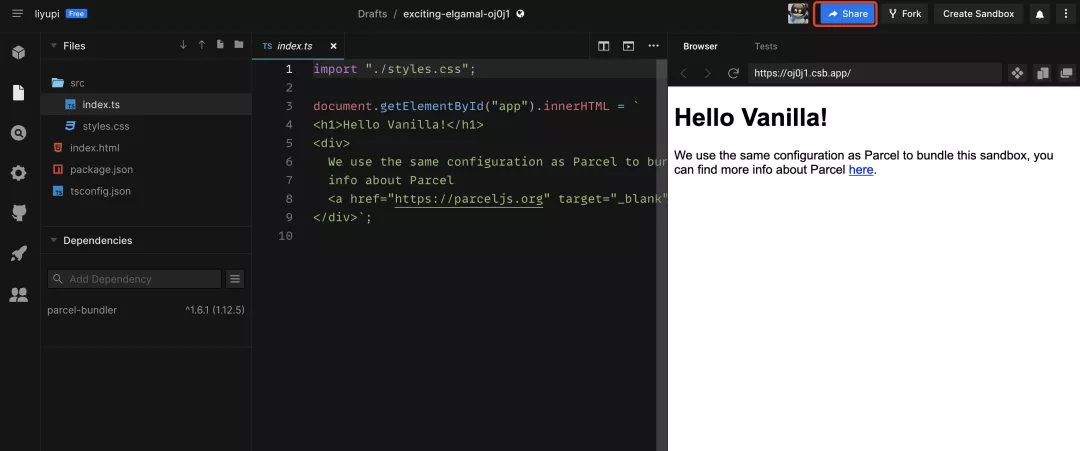 liyupi Free Drafts / exciting-elgamal-oj0j1 Share Fork Create Sandbox
Files
src
index.ts
styles.css
index.html
package.json
tsconfig.json
Dependencies
Add Dependency
parcel-bundler ^1.6.1 (1.12.5)
TS index.ts
1 import "./styles.css";
2
3 document.getElementById("app").innerHTML = `
4 <h1>Hello Vanilla!</h1>
5 <div>
6 We use the same configuration as Parcel to bun
7 info about Parcel
8 <a href="https://parceljs.org" target="_blank"
9 </div>`;
10
Browser Tests
https://oj0j1.csb.app/
Hello Vanilla!
We use the same configuration as Parcel to bundle this sandbox, you
can find more info about Parcel here.